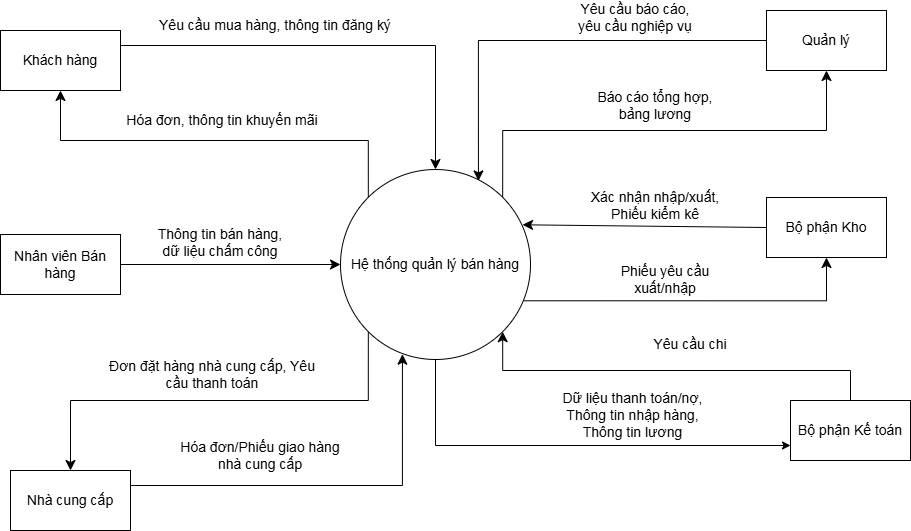 Yêu cầu mua hàng, thông tin đăng ký
Yêu cầu báo cáo,
yêu cầu nghiệp vụ
Quản lý
Khách hàng
Báo cáo tổng hợp,
bảng lương
Hóa đơn, thông tin khuyến mãi
Xác nhận nhập/xuất,
Phiếu kiểm kê
Bộ phận Kho
Thông tin bán hàng,
dữ liệu chấm công
Nhân viên Bán
hàng
Hệ thống quản lý bán hàng
Phiếu yêu cầu
xuất/nhập
Yêu cầu chi
Đơn đặt hàng nhà cung cấp, Yêu
cầu thanh toán
Dữ liệu thanh toán/nợ,
Thông tin nhập hàng,
Thông tin lương
Bộ phận Kế toán
Hóa đơn/Phiếu giao hàng
nhà cung cấp
Nhà cung cấp